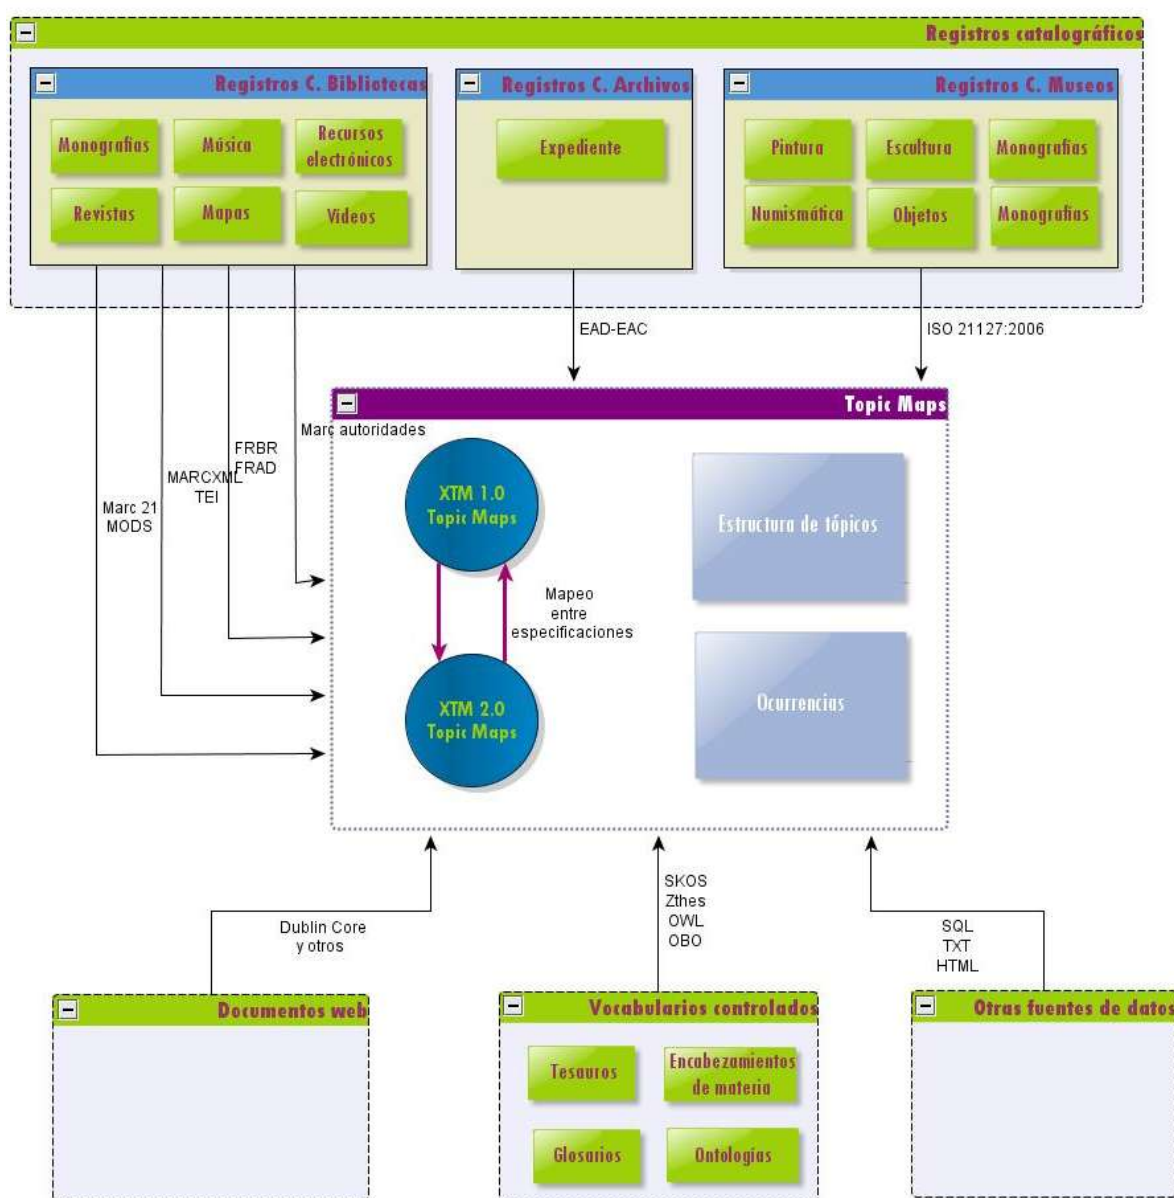 Registros catalográficos
Registros C. Bibliotecas
Registros C. Archivos
Registros C. Museos
Monografías
Música
Recursos
electrónicos
Revistas
Mapas
Vídeos
Expediente
Pintura
Escultura
Monografías
Numismática
Objetos
Monografías
EAD-EAC
ISO 21127:2006
Marc autoridades
FRBR
FRAD
MARCXML
TEI
Marc 21
MODS
Topic Maps
XTM 1.0
Topic Maps
Estructura de tópicos
Mapeo
entre
especificaciones
XTM 2.0
Topic Maps
Ocurrencias
Dublin Core
y otros
SKOS
Zthes
OWL
OBO
SQL
TXT
HTML
Documentos web
Vocabularios controlados
Tesauros
Encabezamientos
de materia
Glosarios
Ontologías
Otras fuentes de datos